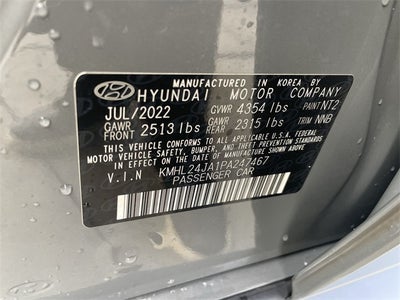 MANUFACTURED IN KOREA BY
HYUNDAI MOTOR COMPANY
JUL/2022 GVWR 4354 lbs PAINT NT2
GAWR FRONT 2513 lbs GAWR REAR 2315 lbs TRIM NNB
THIS VEHICLE CONFORMS TO ALL APPLICABLE U.S.A. FEDERAL
MOTOR VEHICLE SAFETY, BUMPER, AND THEFT PREVENTION STANDARDS
IN EFFECT ON THE DATE OF MANUFACTURE SHOWN ABOVE.
V.I.N KMHL24JA1PA247467
PASSENGER CAR